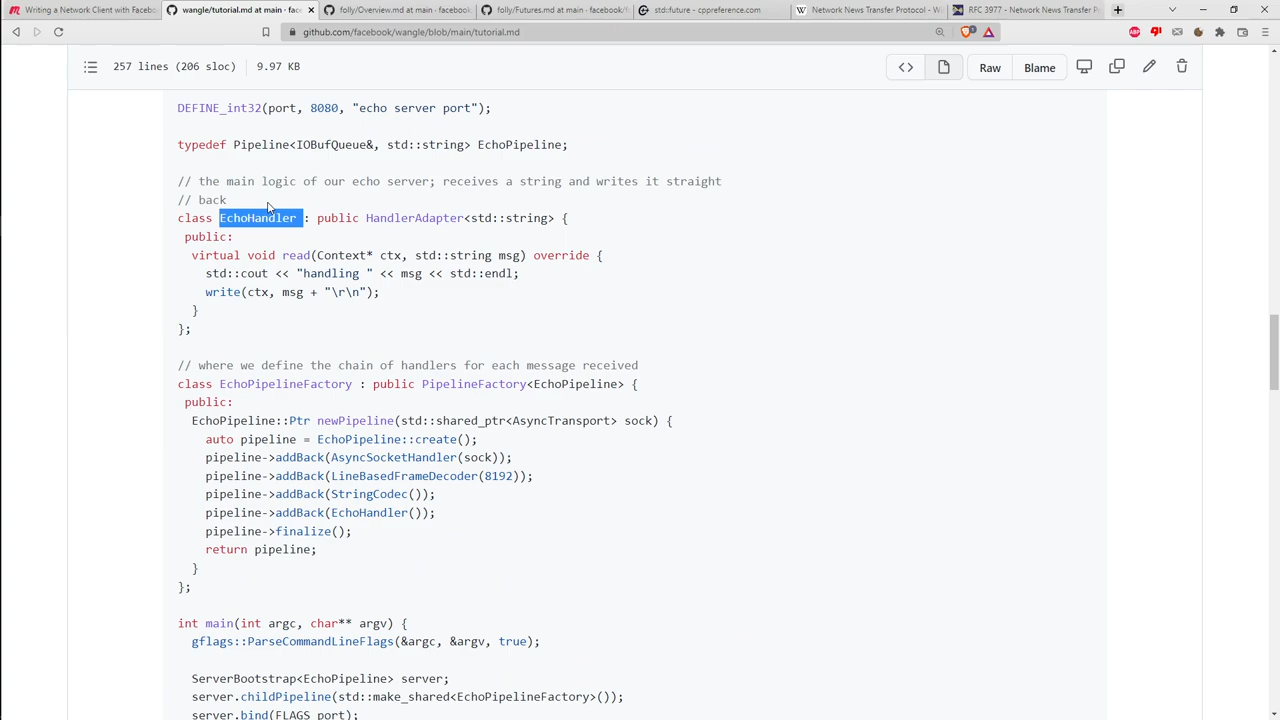 Writing a Network Client with Faceb
wangle/tutorial.md at main · face
folly/Overview.md at main · facebook
folly/Futures.md at main · facebook/f
std::future - cppreference.com
Network News Transfer Protocol - Wi
RFC 3977 - Network News Transfer P
github.com/facebook/wangle/blob/main/tutorial.md
257 lines (206 sloc) 9.97 KB
Raw Blame
DEFINE_int32(port, 8080, "echo server port");
typedef Pipeline<IOBufQueue&, std::string> EchoPipeline;
// the main logic of our echo server; receives a string and writes it straight
// back
class EchoHandler : public HandlerAdapter<std::string> {
public:
virtual void read(Context* ctx, std::string msg) override {
std::cout << "handling " << msg << std::endl;
write(ctx, msg + "\r\n");
}
};
// where we define the chain of handlers for each message received
class EchoPipelineFactory : public PipelineFactory<EchoPipeline> {
public:
EchoPipeline::Ptr newPipeline(std::shared_ptr<AsyncTransport> sock) {
auto pipeline = EchoPipeline::create();
pipeline->addBack(AsyncSocketHandler(sock));
pipeline->addBack(LineBasedFrameDecoder(8192));
pipeline->addBack(StringCodec());
pipeline->addBack(EchoHandler());
pipeline->finalize();
return pipeline;
}
};
int main(int argc, char** argv) {
gflags::ParseCommandLineFlags(&argc, &argv, true);
ServerBootstrap<EchoPipeline> server;
server.childPipeline(std::make_shared<EchoPipelineFactory>());
server.bind(FLAGS_port);